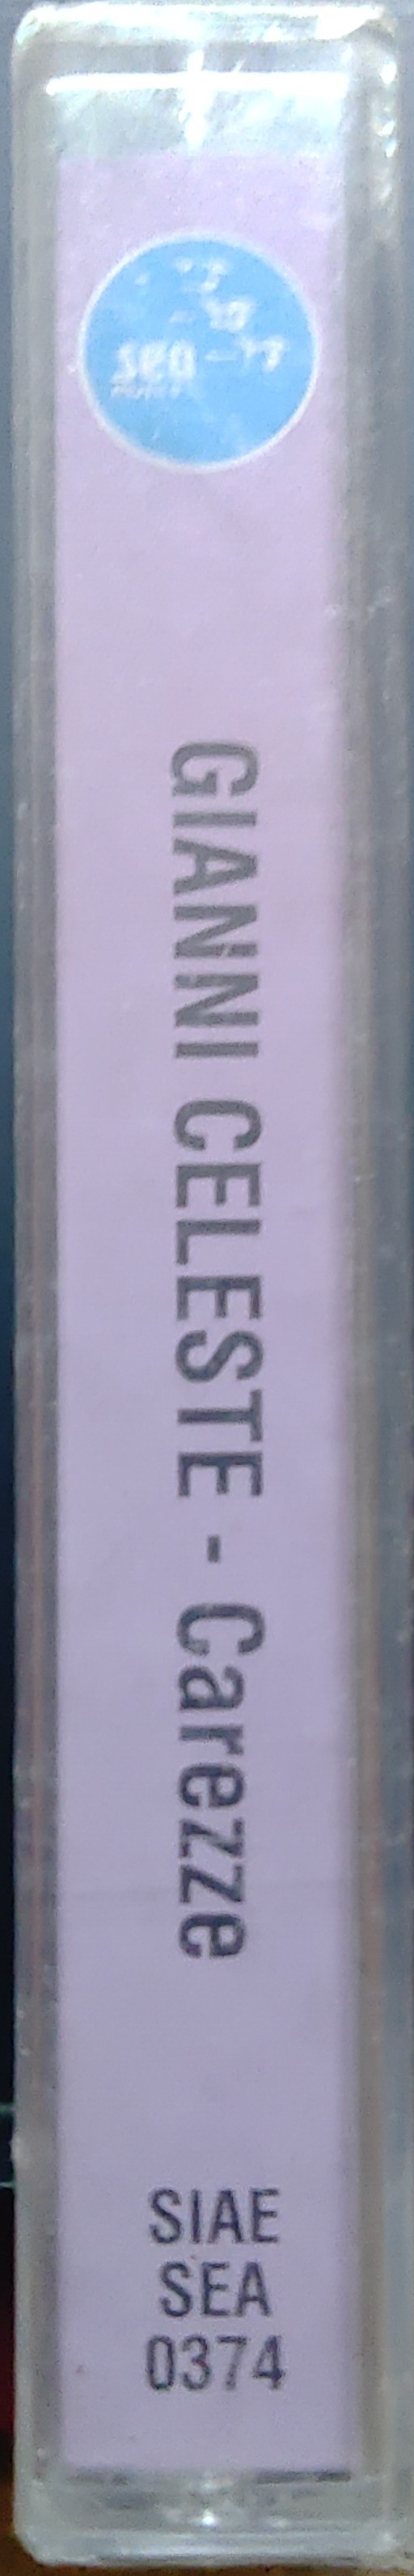 sea
GIANNI CELESTE - Carezze
SIAE
SEA
0374